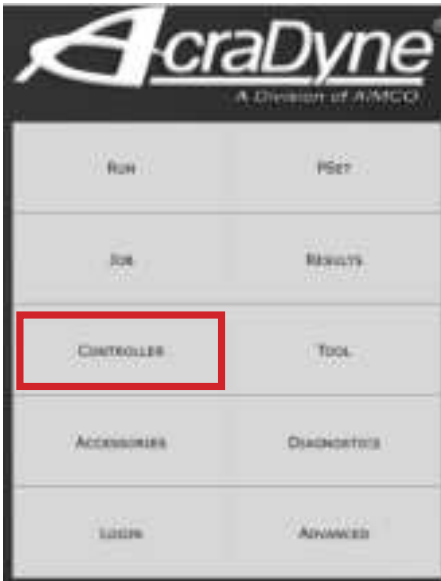 AcraDyne
A Division of AIMCO
Run PSet
Job Results
Controller Tool
Accessories Diagnostics
Login Advanced